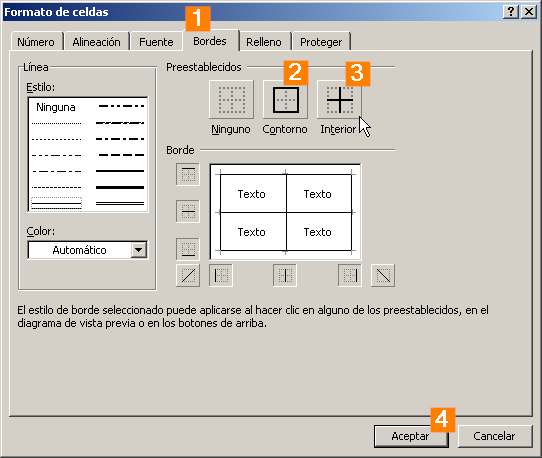 Formato de celdas
1
Número Alineación Fuente Bordes Relleno Proteger
Línea
Preestablecidos
Estilo:
Ninguna
2
3
Ninguno Contorno Interior
Borde
Texto Texto
Texto Texto
Color:
Automático
El estilo de borde seleccionado puede aplicarse al hacer clic en alguno de los preestablecidos, en el
diagrama de vista previa o en los botones de arriba.
4
Aceptar Cancelar